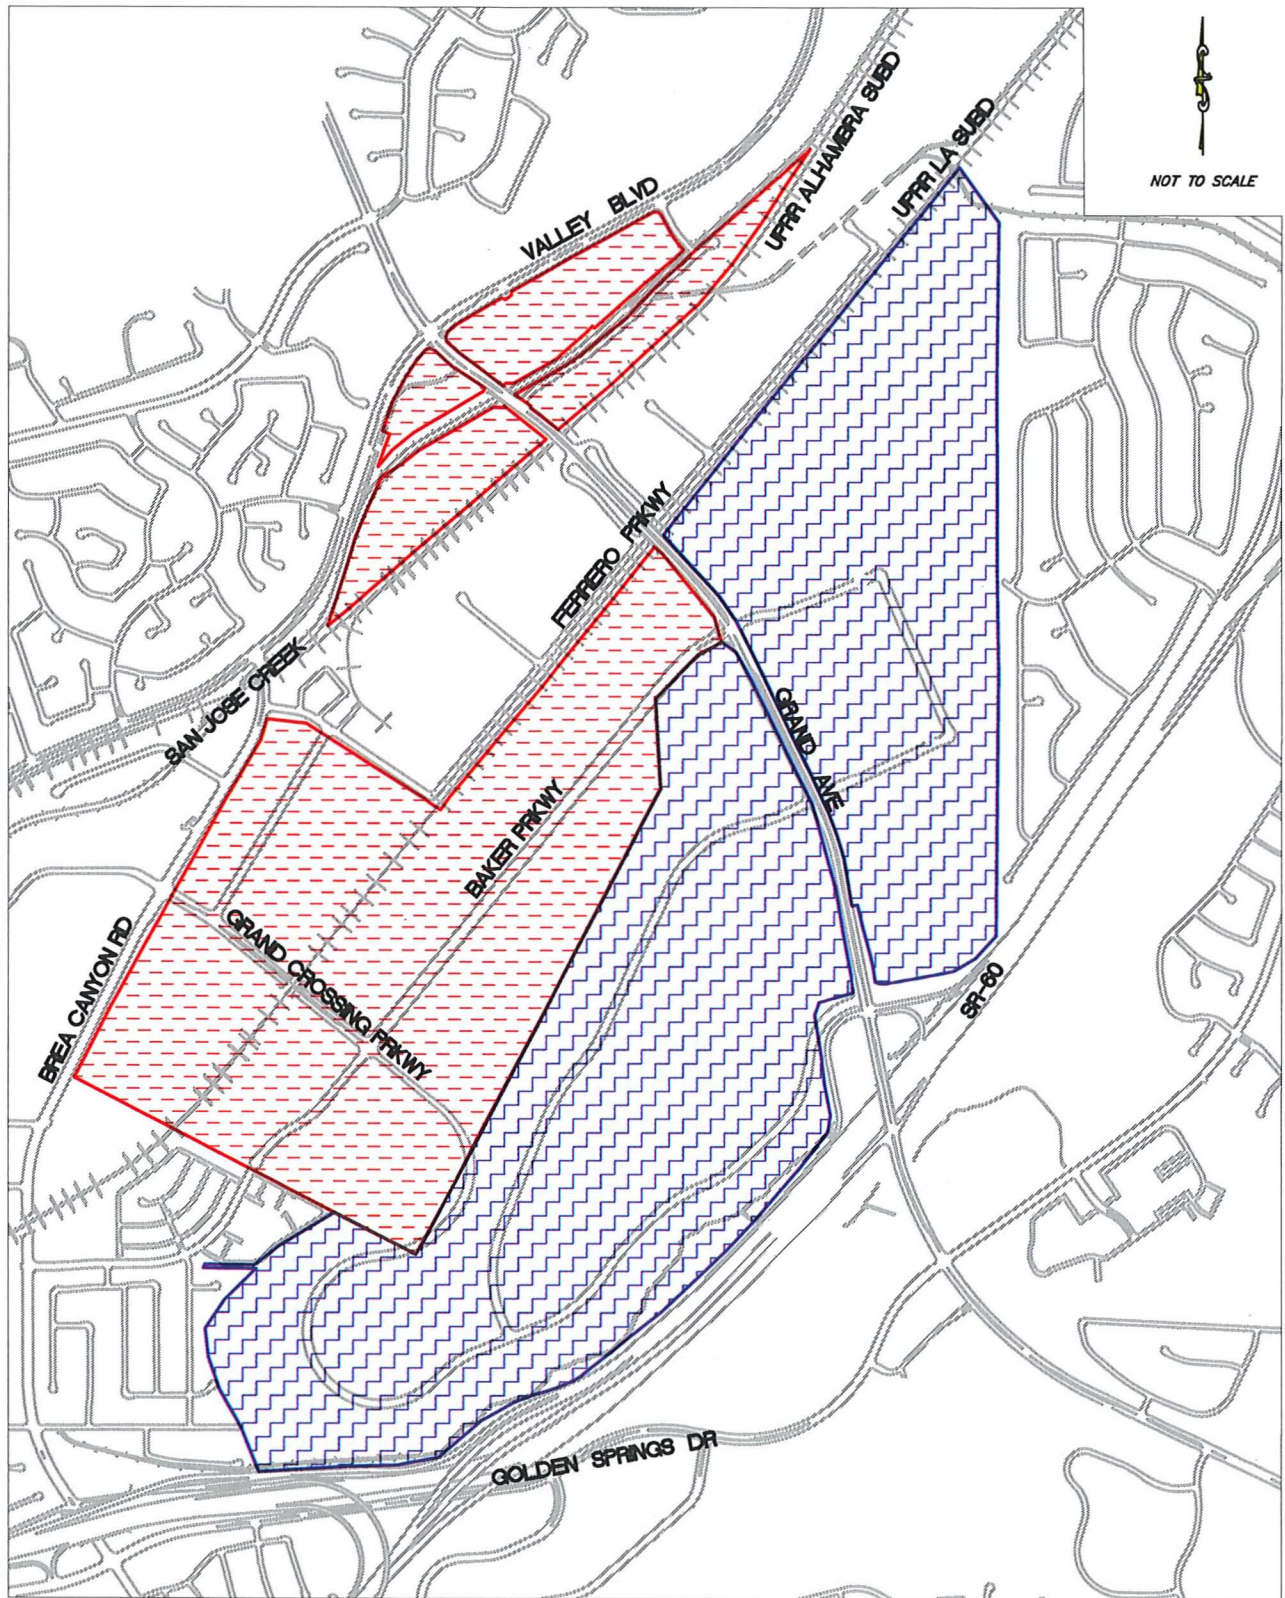 NOT TO SCALE
UPRR ALHAMBRA SUBD
UPRR LA SUBD
VALLEY BLVD
FERRERO PRKWY
SAN JOSE CREEK
GRAND AVE
BAKER PRKWY
GRAND CROSSING PRKWY
BREA CANYON RD
SR-60
GOLDEN SPRINGS DR